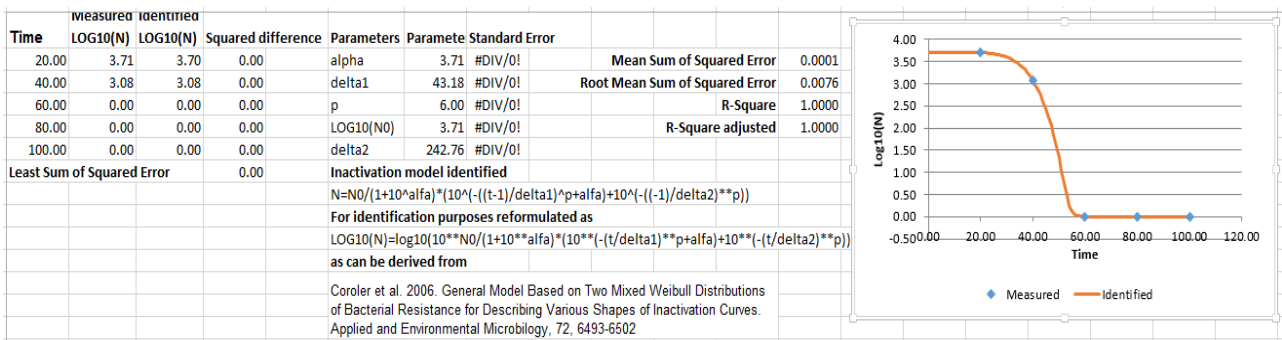 Measured Identified
Time LOG10(N) LOG10(N) Squared difference Parameters Paramete Standard Error
20.00 3.71 3.70 0.00 alpha 3.71 #DIV/0! Mean Sum of Squared Error 0.0001
40.00 3.08 3.08 0.00 delta1 43.18 #DIV/0! Root Mean Sum of Squared Error 0.0076
60.00 0.00 0.00 0.00 p 6.00 #DIV/0! R-Square 1.0000
80.00 0.00 0.00 0.00 LOG10(N0) 3.71 #DIV/0! R-Square adjusted 1.0000
100.00 0.00 0.00 0.00 delta2 242.76 #DIV/0!
Least Sum of Squared Error 0.00 Inactivation model identified
N=N0/(1+10^alfa)*(10^(-((t-1)/delta1)^p+alfa)+10^(-((-1)/delta2)**p))
For identification purposes reformulated as
LOG10(N)=log10(10**N0/(1+10**alfa)*(10**(-(t/delta1)**p+alfa)+10**(-(t/delta2)**p))
as can be derived from
Coroler et al. 2006. General Model Based on Two Mixed Weibull Distributions
of Bacterial Resistance for Describing Various Shapes of Inactivation Curves.
Applied and Environmental Microbilogy, 72, 6493-6502
4.00
3.50
3.00
2.50
2.00
1.50
1.00
0.50
0.00
-0.50
Log10(N)
0.00 20.00 40.00 60.00 80.00 100.00 120.00
Time
Measured Identified